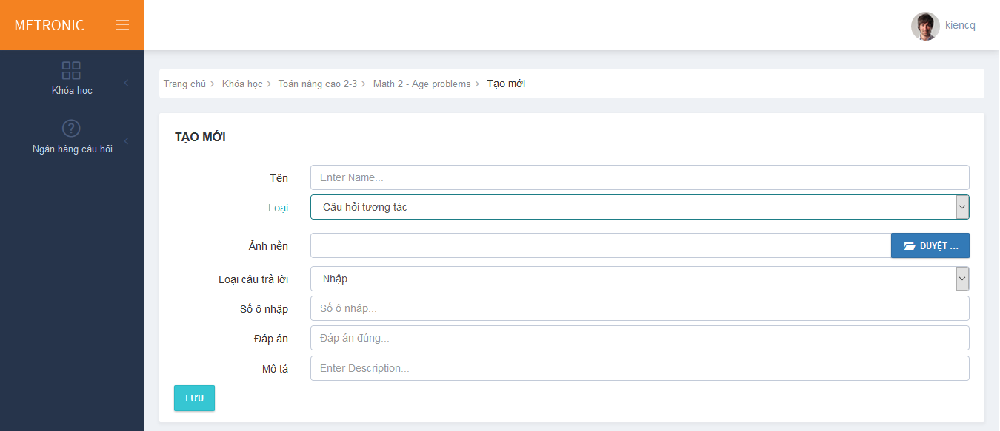 METRONIC
kiencq
Khóa học
Ngân hàng câu hỏi
Trang chủ > Khóa học > Toán nâng cao 2-3 > Math 2 - Age problems > Tạo mới
TẠO MỚI
Tên Enter Name...
Loại Câu hỏi tương tác
Ảnh nền DUYỆT ...
Loại câu trả lời Nhập
Số ô nhập Số ô nhập...
Đáp án Đáp án đúng...
Mô tả Enter Description...
LƯU